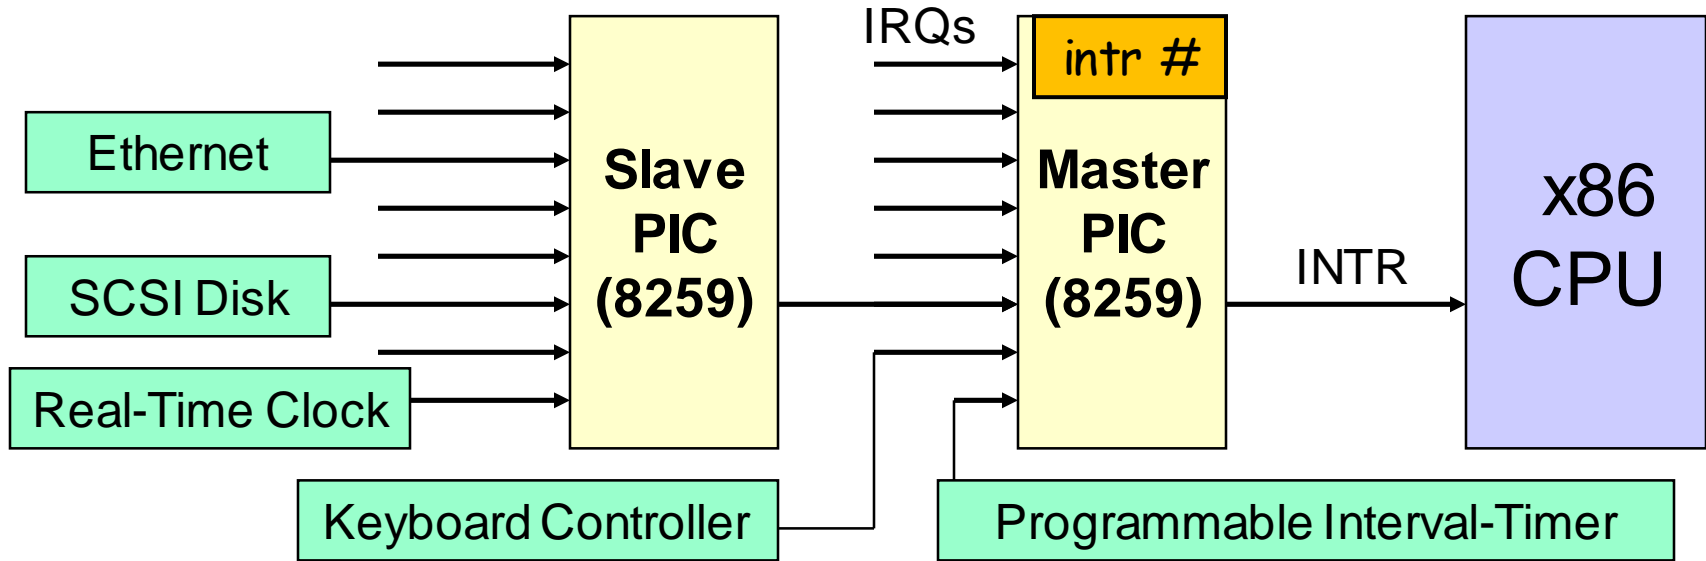 IRQs
intr #
Ethernet
Slave
PIC
(8259)
Master
PIC
(8259)
x86
CPU
INTR
SCSI Disk
Real-Time Clock
Keyboard Controller
Programmable Interval-Timer